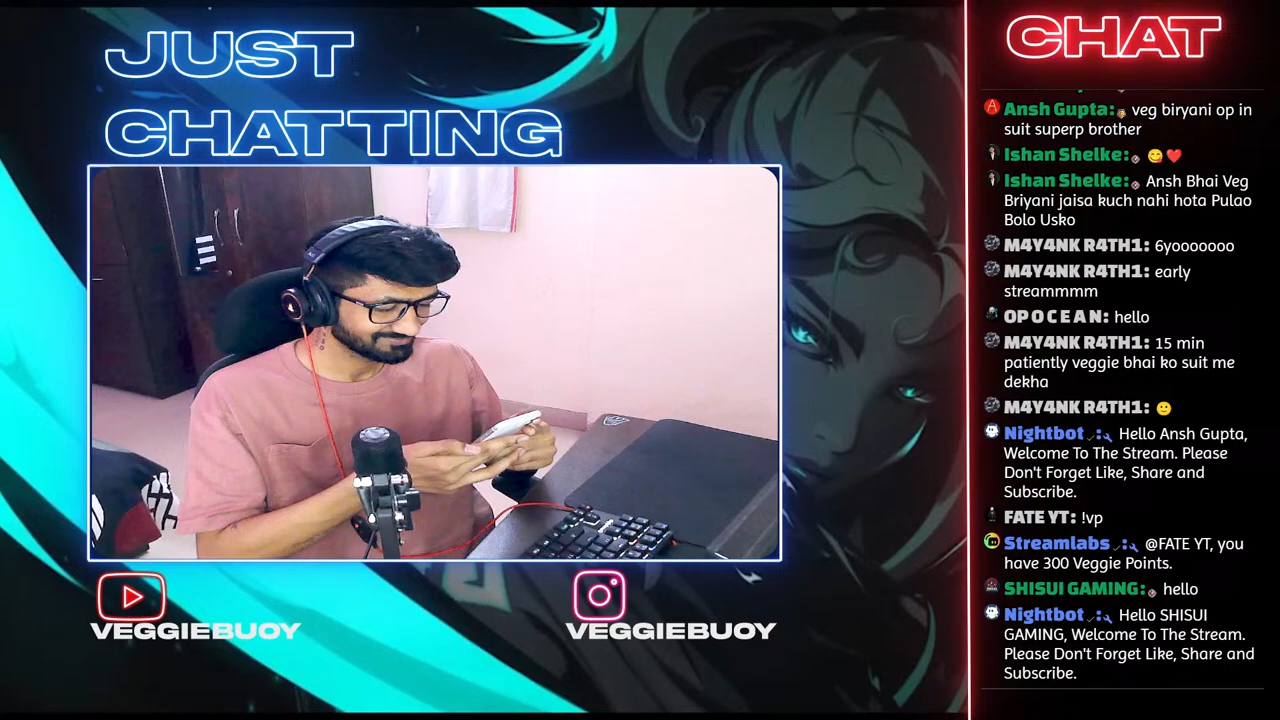 JUST
CHATTING
VEGGIEBUOY
VEGGIEBUOY
CHAT
Ansh Gupta: veg biryani op in
suit superp brother
Ishan Shelke: 😋❤️
Ishan Shelke: Ansh Bhai Veg
Briyani jaisa kuch nahi hota Pulao
Bolo Usko
M4Y4NK R4TH1: 6yooooooo
M4Y4NK R4TH1: early
streammmm
OP O C E A N: hello
M4Y4NK R4TH1: 15 min
patiently veggie bhai ko suit me
dekha
M4Y4NK R4TH1: 🙂
Nightbot: Hello Ansh Gupta,
Welcome To The Stream. Please
Don't Forget Like, Share and
Subscribe.
FATE YT: !vp
Streamlabs: @FATE YT, you
have 300 Veggie Points.
SHISUI GAMING: hello
Nightbot: Hello SHISUI
GAMING, Welcome To The Stream.
Please Don't Forget Like, Share and
Subscribe.